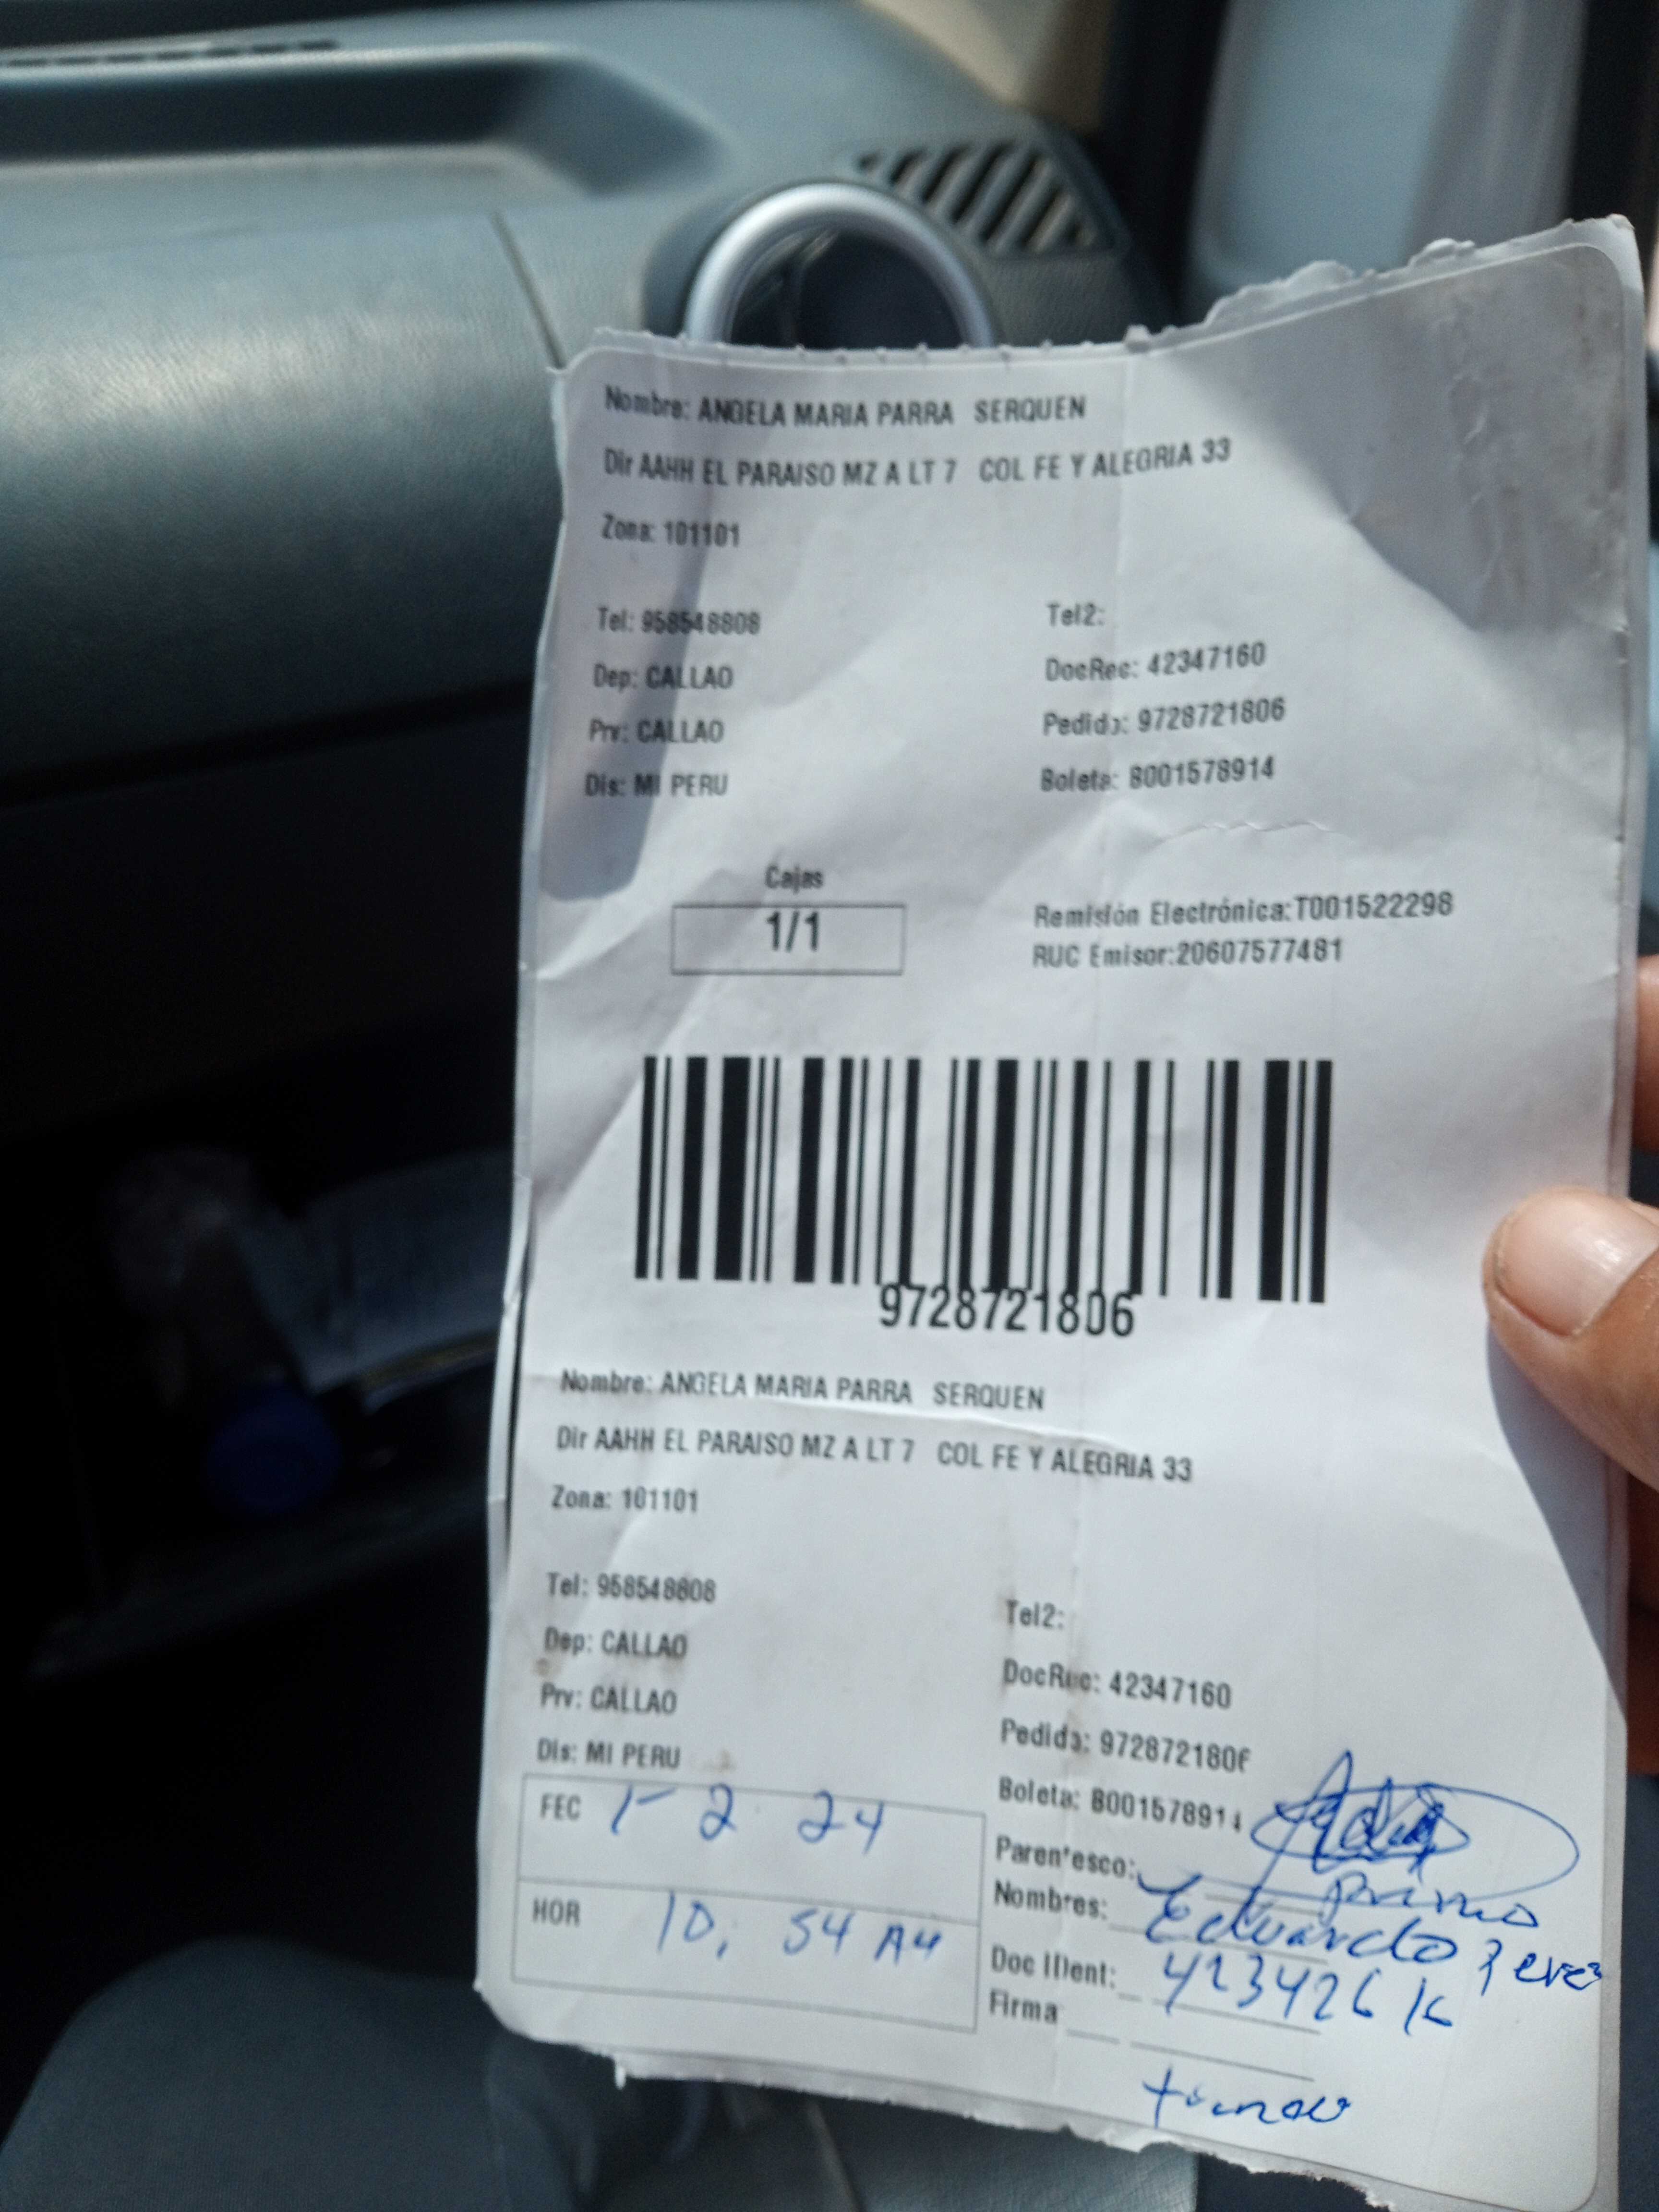 Nombre: ANGELA MARIA PARRA SERQUEN
Dir AAHH EL PARAISO MZ A LT 7 COL FE Y ALEGRIA 33
Zona: 101101
Tel: 958548808 Tel2:
Dep: CALLAO DocRec: 42347160
Prv: CALLAO Pedido: 9728721806
Dis: MI PERU Boleta: B001578914
Cajas
1/1
Remisión Electrónica:T001522298
RUC Emisor:20607577481
9728721806
Nombre: ANGELA MARIA PARRA SERQUEN
Dir AAHH EL PARAISO MZ A LT 7 COL FE Y ALEGRIA 33
Zona: 101101
Tel: 958548808 Tel2:
Dep: CALLAO DocRec: 42347160
Prv: CALLAO Pedido: 9728721806
Dis: MI PERU Boleta: B001578914
FEC 1-2 24
HOR 10, 54 AM
Parentesco: primo
Nombres: Eduardo
Doc IDent:
Firma